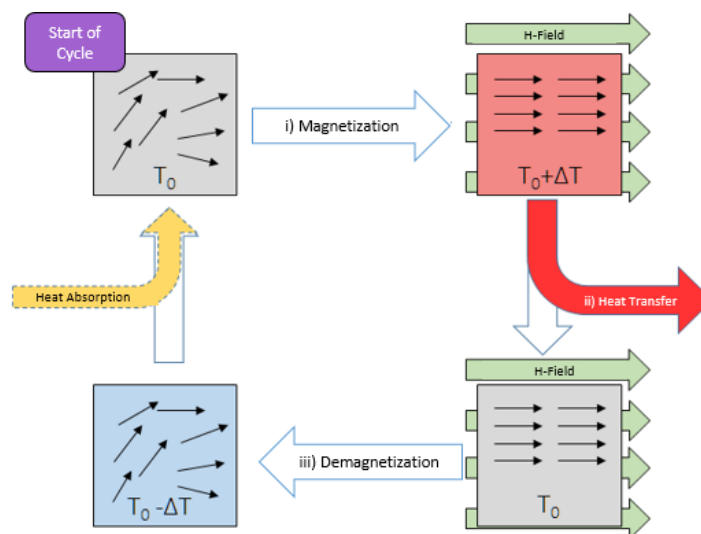 Start of
Cycle
T₀
i) Magnetization
H-Field
T₀+ΔT
Heat Absorption
ii) Heat Transfer
T₀-ΔT
iii) Demagnetization
H-Field
T₀